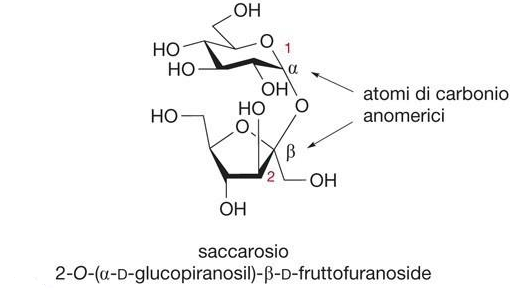 OH
O
1
HO
HO
α
OH
atomi di carbonio
anomerici
HO
O
HO
O
β
2
OH
OH
saccarosio
2-O-(α-D-glucopiranosil)-β-D-fruttofuranoside